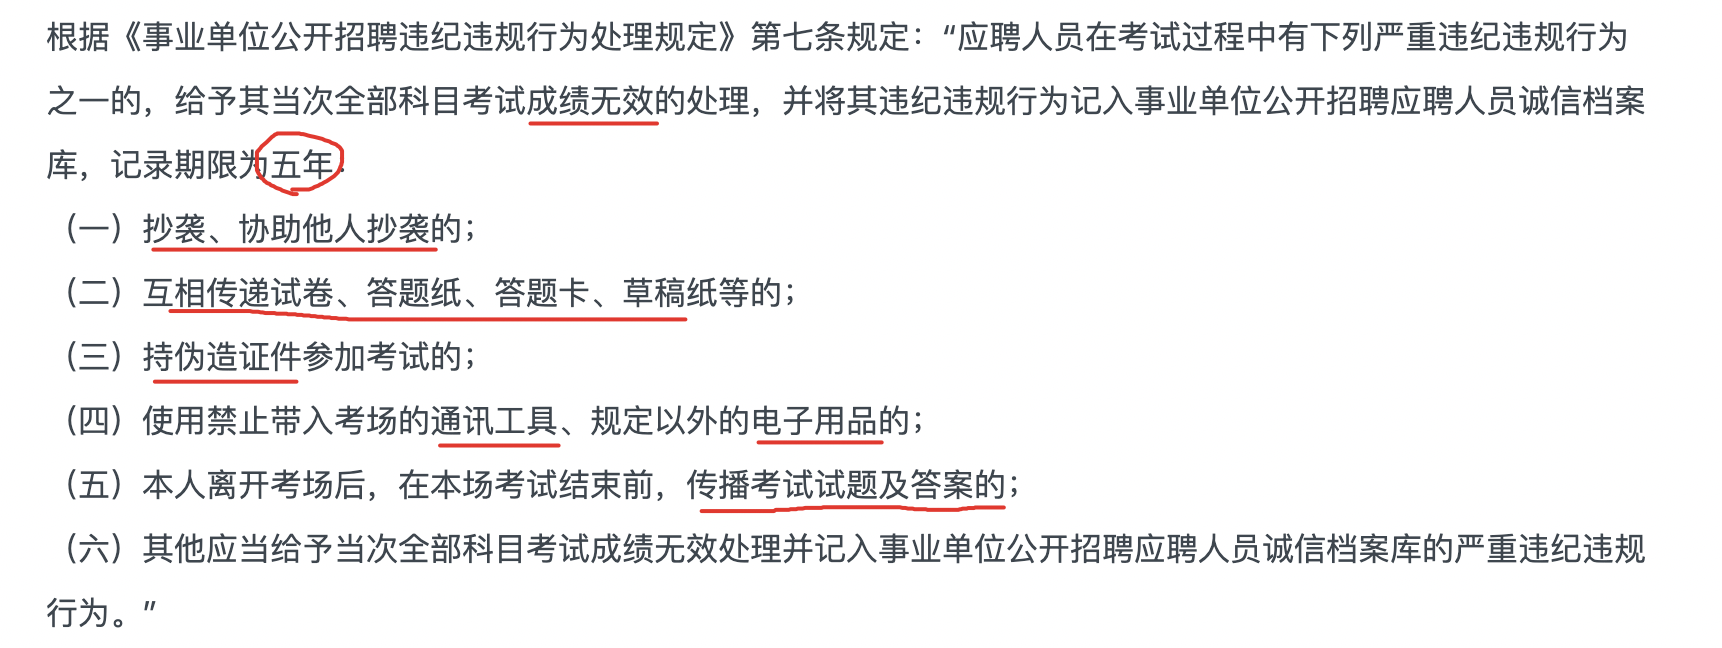 根据《事业单位公开招聘违纪违规行为处理规定》第七条规定：“应聘人员在考试过程中有下列严重违纪违规行为
之一的，给予其当次全部科目考试成绩无效的处理，并将其违纪违规行为记入事业单位公开招聘应聘人员诚信档案
库，记录期限为五年：
（一）抄袭、协助他人抄袭的；
（二）互相传递试卷、答题纸、答题卡、草稿纸等的；
（三）持伪造证件参加考试的；
（四）使用禁止带入考场的通讯工具、规定以外的电子用品的；
（五）本人离开考场后，在本场考试结束前，传播考试试题及答案的；
（六）其他应当给予当次全部科目考试成绩无效处理并记入事业单位公开招聘应聘人员诚信档案库的严重违纪违规
行为。”